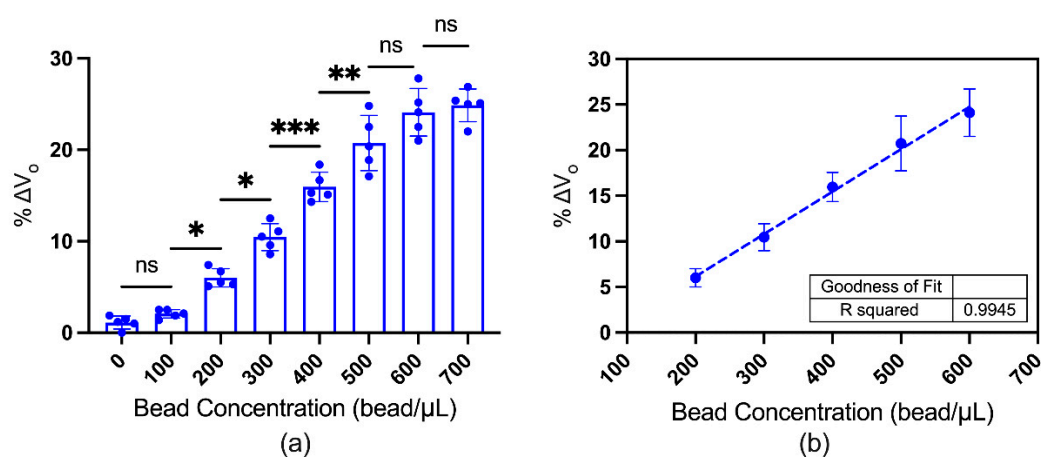 ns
ns
**
***
*
*
ns
30
20
10
0
% ΔVo
0 100 200 300 400 500 600 700
Bead Concentration (bead/μL)
(a)
30
25
20
15
10
5
0
% ΔVo
Goodness of Fit
R squared 0.9945
100 200 300 400 500 600 700
Bead Concentration (bead/μL)
(b)